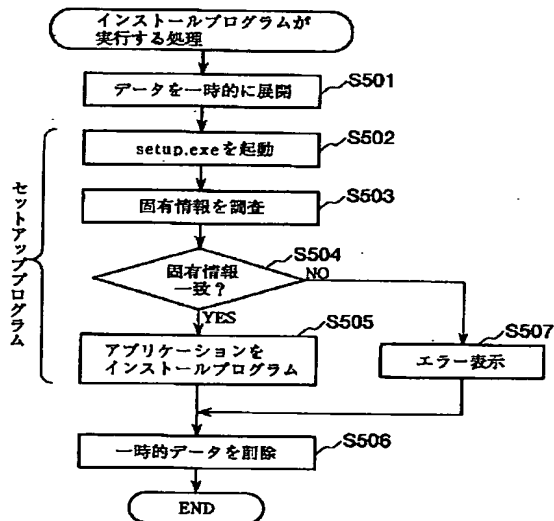 インストールプログラムが
実行する処理
データを一時的に展開
S501
setup.exeを起動
S502
固有情報を調査
S503
固有情報
一致？
S504
NO
YES
アプリケーションを
インストールプログラム
S505
エラー表示
S507
一時的データを削除
S506
END
セットアッププログラム